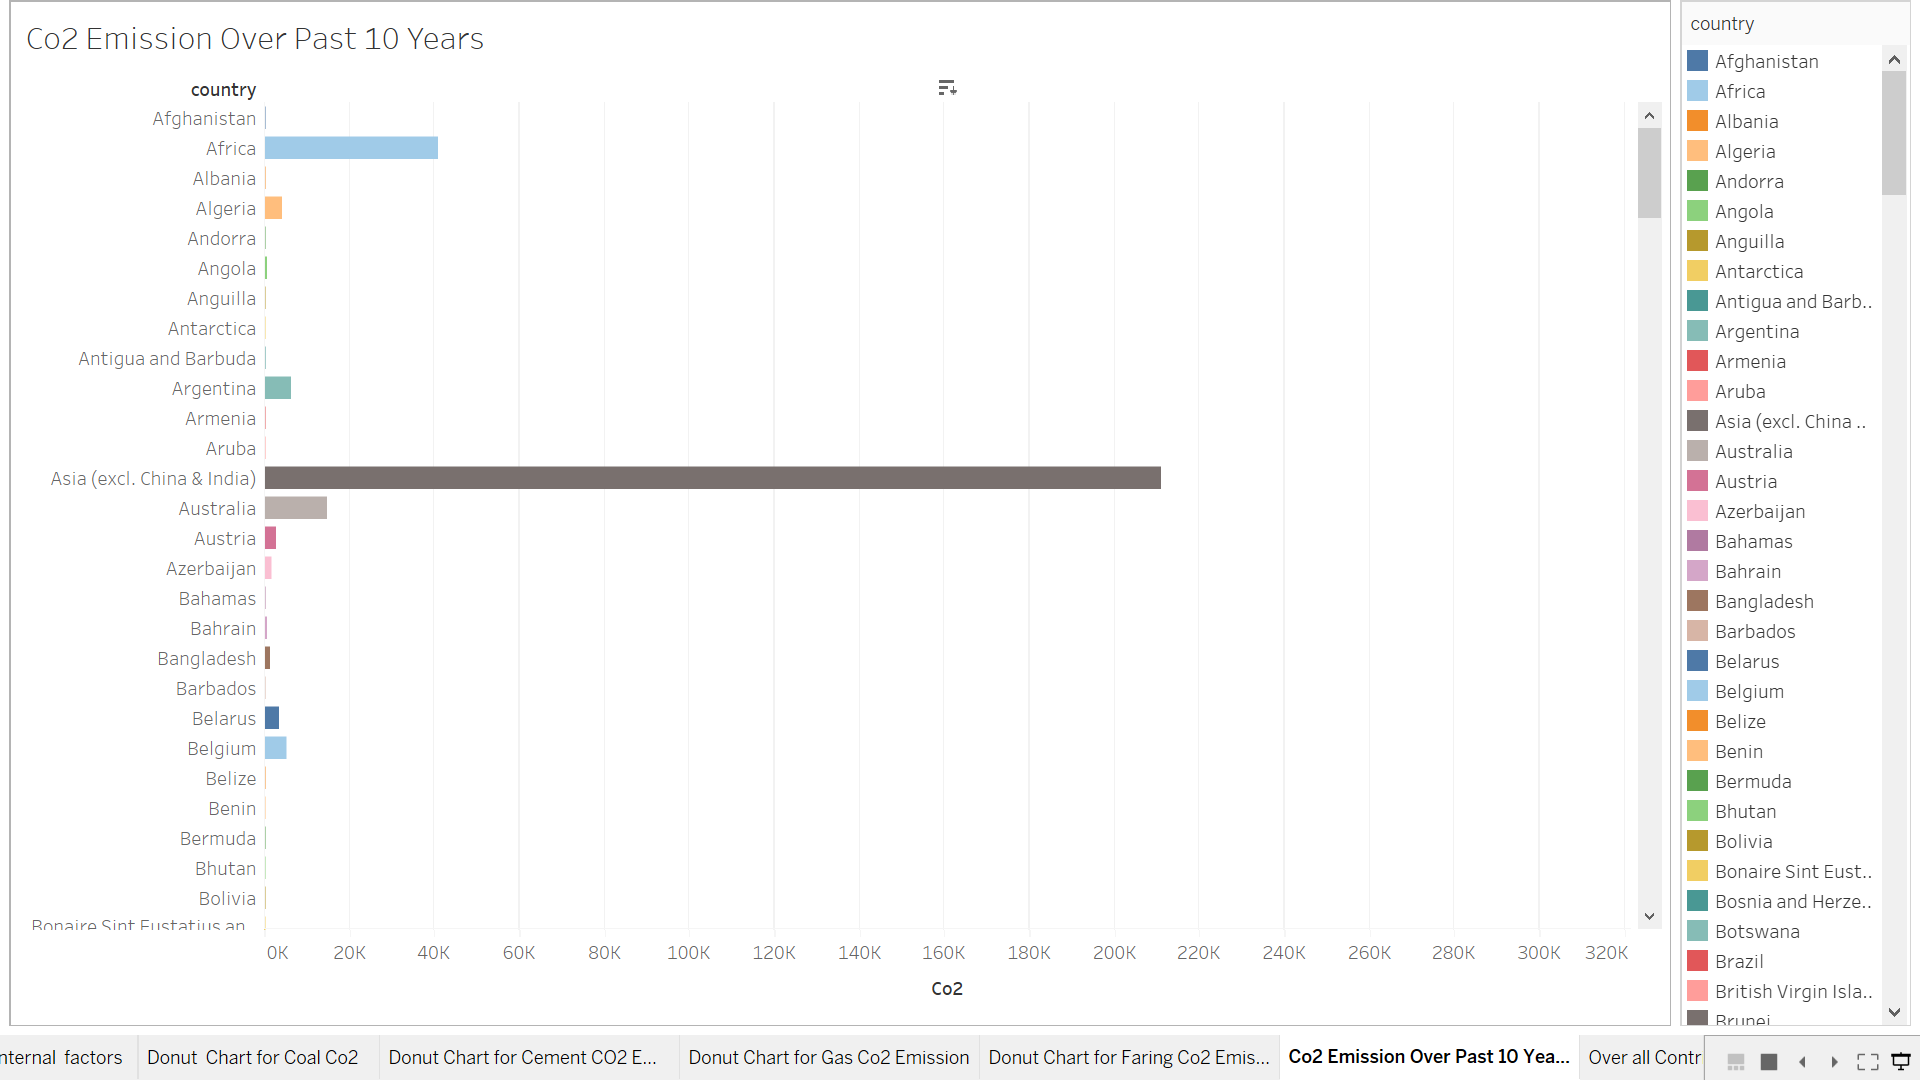 Co2 Emission Over Past 10 Years
country
Afghanistan
Africa
Albania
Algeria
Andorra
Angola
Anguilla
Antarctica
Antigua and Barbuda
Argentina
Armenia
Aruba
Asia (excl. China & India)
Australia
Austria
Azerbaijan
Bahamas
Bahrain
Bangladesh
Barbados
Belarus
Belgium
Belize
Benin
Bermuda
Bhutan
Bolivia
Bonaire Sint Eustatius an..
0K 20K 40K 60K 80K 100K 120K 140K 160K 180K 200K 220K 240K 260K 280K 300K 320K
Co2
country
Afghanistan
Africa
Albania
Algeria
Andorra
Angola
Anguilla
Antarctica
Antigua and Barb..
Argentina
Armenia
Aruba
Asia (excl. China ..
Australia
Austria
Azerbaijan
Bahamas
Bahrain
Bangladesh
Barbados
Belarus
Belgium
Belize
Benin
Bermuda
Bhutan
Bolivia
Bonaire Sint Eust..
Bosnia and Herze..
Botswana
Brazil
British Virgin Isla..
Brunei
nternal factors
Donut Chart for Coal Co2
Donut Chart for Cement CO2 E...
Donut Chart for Gas Co2 Emission
Donut Chart for Faring Co2 Emis...
Co2 Emission Over Past 10 Yea...
Over all Contr